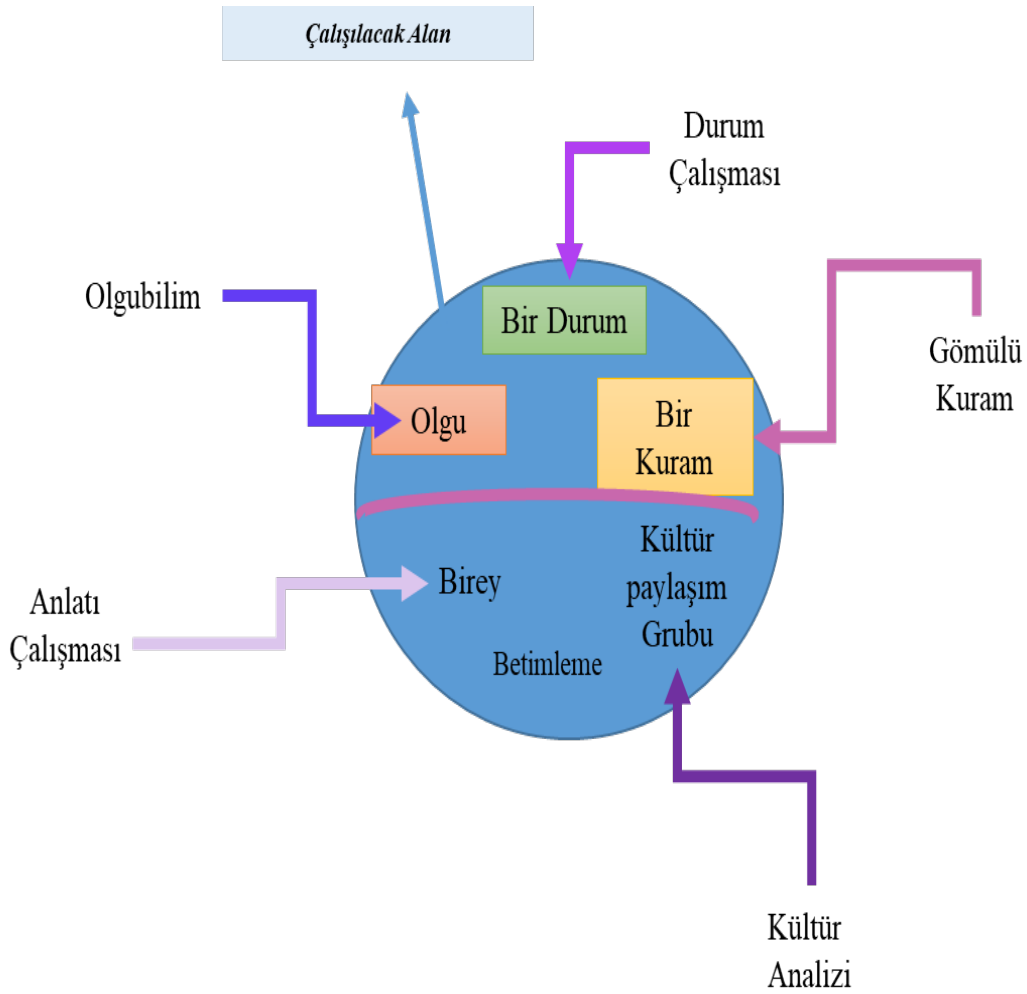 Çalışılacak Alan
Durum
Çalışması
Olgubilim
Bir Durum
Gömülü
Kuram
Olgu
Bir
Kuram
Kültür
paylaşım
Grubu
Birey
Anlatı
Çalışması
Betimleme
Kültür
Analizi